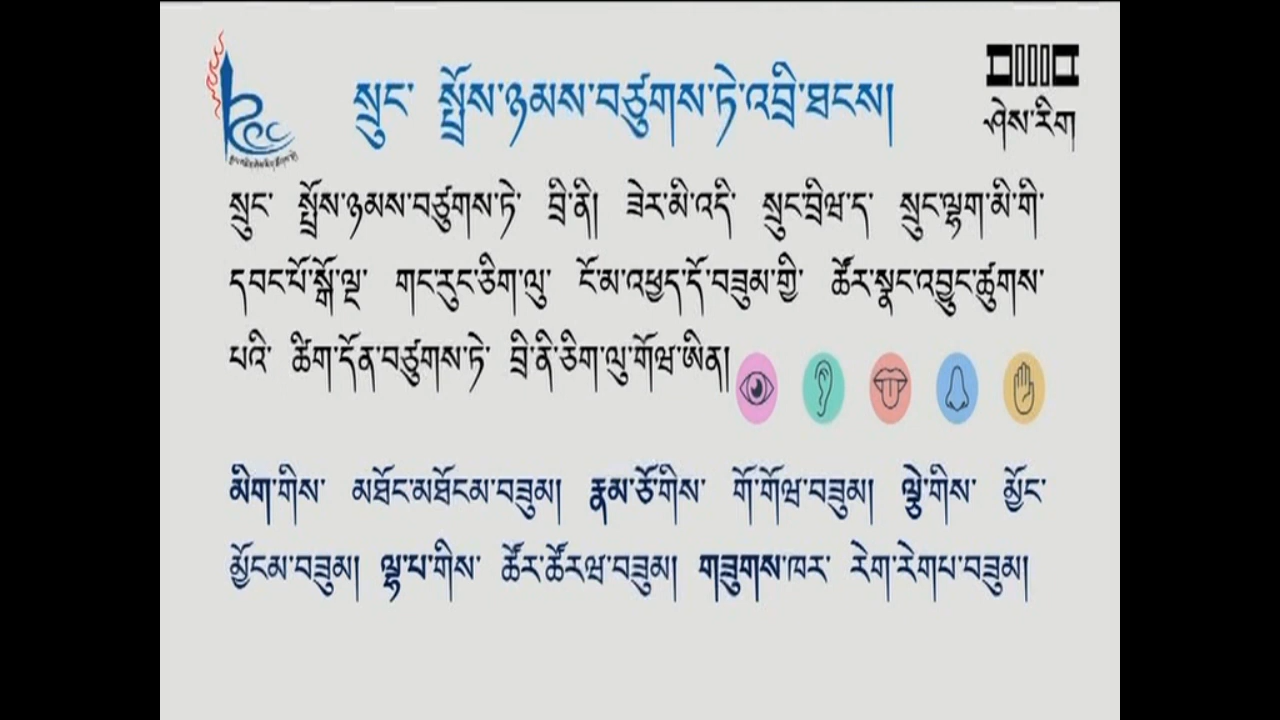 སྲུང་ སྤྲོས་ཉམས་བཙུགས་ཏེ་འབྲི་ཐངས།
ཤེས་རིག
སྲུང་ སྤྲོས་ཉམས་བཙུགས་ཏེ་ བྲི་ནི། ཟེར་མི་འདི་ སྲུང་བྲིཝ་ད་ སྲུང་ལྷག་མི་གི་
དབང་པོ་སྒོ་ལྔ་ གང་རུང་ཅིག་ལུ་ ངོ་མ་འཕྱད་དོ་བཟུམ་གྱི་ ཚོར་སྣང་འབྱུང་ཚུགས་
པའི་ ཚིག་དོན་བཙུགས་ཏེ་ བྲི་ནི་ཅིག་ལུ་གོཝ་ཨིན།
མིག་གིས་ མཐོང་མཐོངམ་བཟུམ། རྣམ་ཅོ་གིས་ གོ་གོཝ་བཟུམ། ལྕེ་གིས་ མྱོང་
མྱོངམ་བཟུམ། ལྷ་པ་གིས་ ཚོར་ཚོརཝ་བཟུམ། གཟུགས་ཁར་ རེག་རེགཔ་བཟུམ།